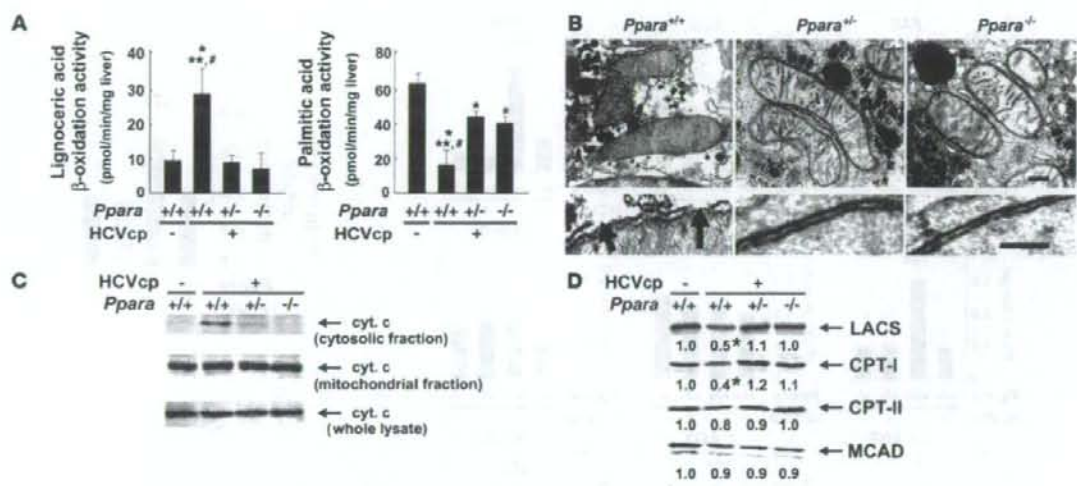 A
Lignoceric acid
β-oxidation activity
(pmol/min/mg liver)
40
30
20
10
0
*
**,#
Ppara +/+ +/+ +/- -/-
HCVcp - +
Palmitic acid
β-oxidation activity
(pmol/min/mg liver)
80
60
40
20
0
*
**,#
*
*
Ppara +/+ +/+ +/- -/-
HCVcp - +
B
Ppara+/+ Ppara+/- Ppara-/-
C
HCVcp - +
Ppara +/+ +/+ +/- -/-
← cyt. c
(cytosolic fraction)
← cyt. c
(mitochondrial fraction)
← cyt. c
(whole lysate)
D
HCVcp - +
Ppara +/+ +/+ +/- -/-
← LACS
1.0 0.5* 1.1 1.0
← CPT-I
1.0 0.4* 1.2 1.1
← CPT-II
1.0 0.8 0.9 1.0
← MCAD
1.0 0.9 0.9 0.9